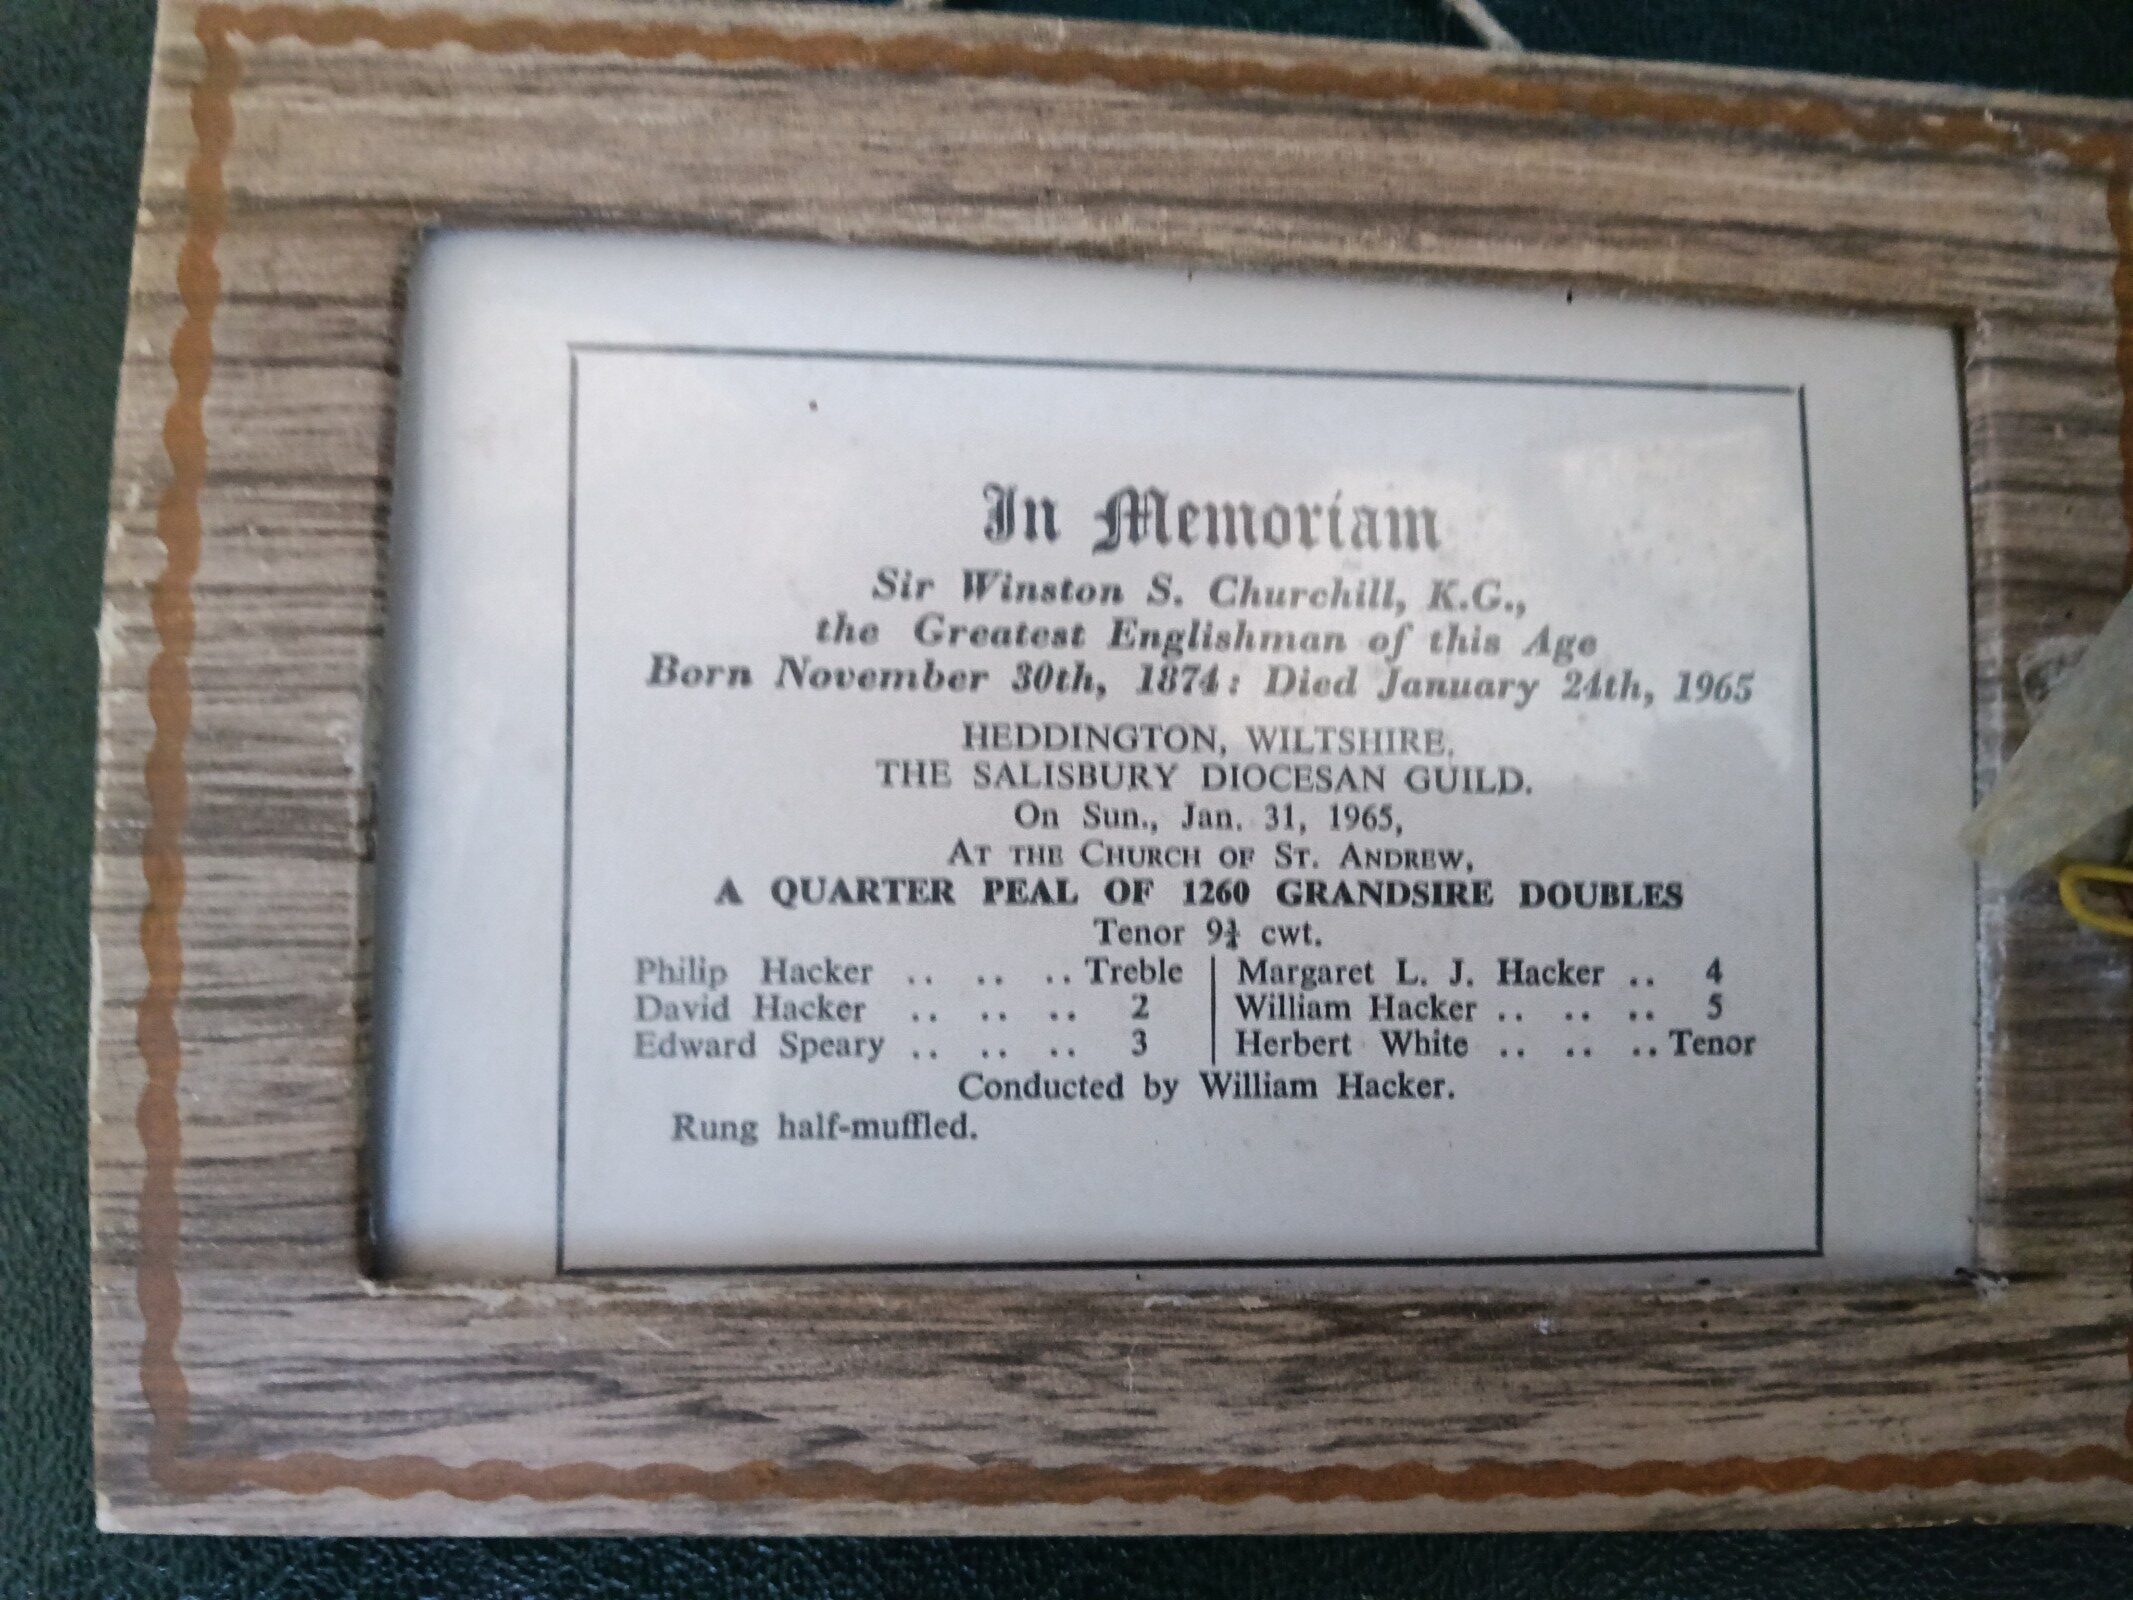 In Memoriam
Sir Winston S. Churchill, K.G.,
the Greatest Englishman of this Age
Born November 30th, 1874: Died January 24th, 1965
HEDDINGTON, WILTSHIRE.
THE SALISBURY DIOCESAN GUILD.
On Sun., Jan. 31, 1965,
AT THE CHURCH OF ST. ANDREW,
A QUARTER PEAL OF 1260 GRANDSIRE DOUBLES
Tenor 9¾ cwt.
Philip Hacker .. .. .. Treble | Margaret L. J. Hacker .. 4
David Hacker .. .. .. 2 | William Hacker .. .. .. 5
Edward Speary .. .. .. 3 | Herbert White .. .. .. Tenor
Conducted by William Hacker.
Rung half-muffled.